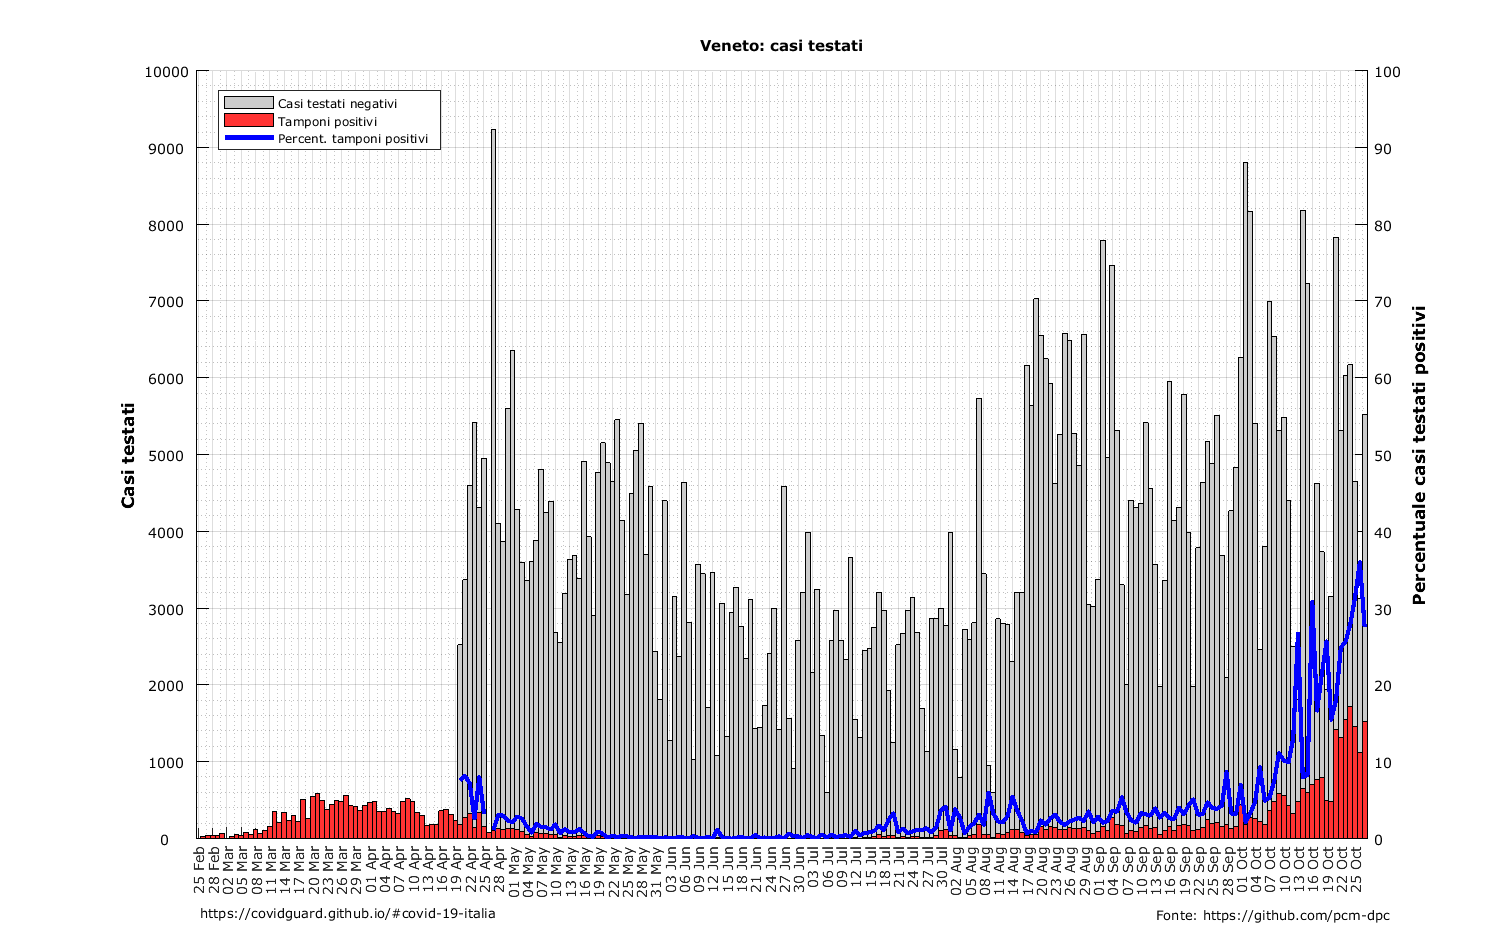 Veneto: casi testati
Casi testati negativi
Tamponi positivi
Percent. tamponi positivi
Casi testati
10000
9000
8000
7000
6000
5000
4000
3000
2000
1000
0
100
90
80
70
60
50
40
30
20
10
0
Percentuale casi testati positivi
25 Feb
28 Feb
02 Mar
05 Mar
08 Mar
11 Mar
14 Mar
17 Mar
20 Mar
23 Mar
26 Mar
29 Mar
01 Apr
04 Apr
07 Apr
10 Apr
13 Apr
16 Apr
19 Apr
22 Apr
25 Apr
28 Apr
01 May
04 May
07 May
10 May
13 May
16 May
19 May
22 May
25 May
28 May
31 May
03 Jun
06 Jun
09 Jun
12 Jun
15 Jun
18 Jun
21 Jun
24 Jun
27 Jun
30 Jun
03 Jul
06 Jul
09 Jul
12 Jul
15 Jul
18 Jul
21 Jul
24 Jul
27 Jul
30 Jul
02 Aug
05 Aug
08 Aug
11 Aug
14 Aug
17 Aug
20 Aug
23 Aug
26 Aug
29 Aug
01 Sep
04 Sep
07 Sep
10 Sep
13 Sep
16 Sep
19 Sep
22 Sep
25 Sep
28 Sep
01 Oct
04 Oct
07 Oct
10 Oct
13 Oct
16 Oct
19 Oct
22 Oct
25 Oct
https://covidguard.github.io/#covid-19-italia
Fonte: https://github.com/pcm-dpc